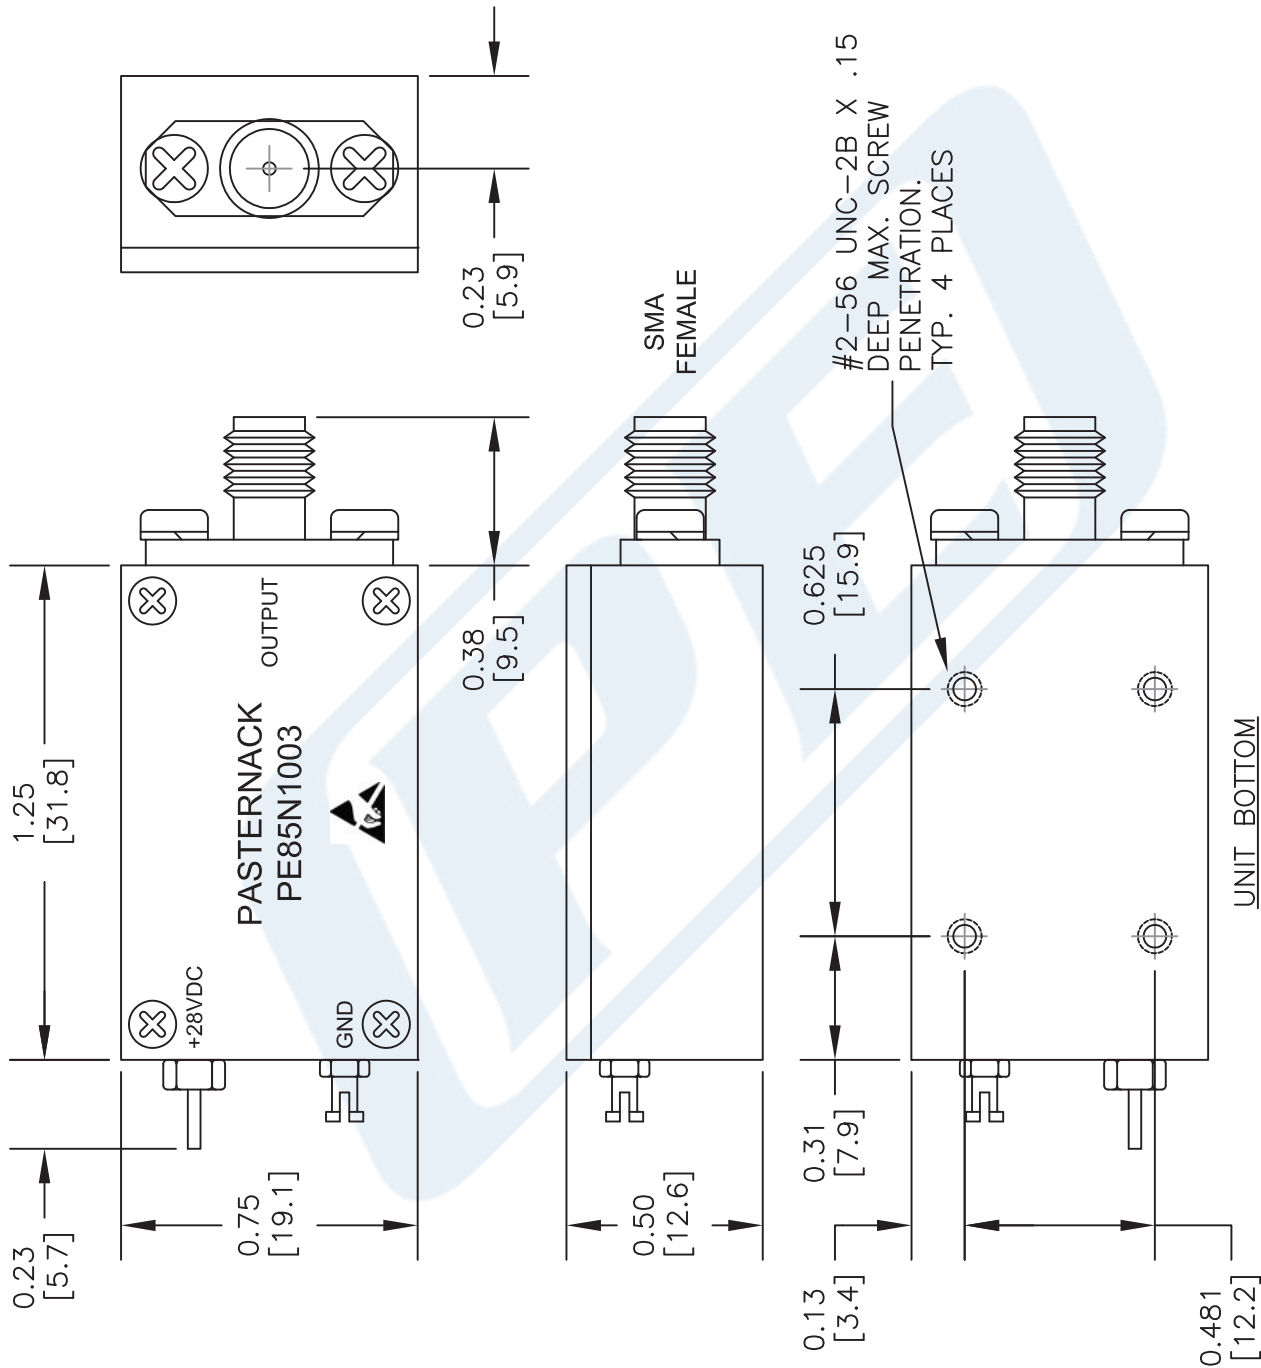 0.23
[5.9]
SMA
FEMALE
#2-56 UNC-2B X .15
DEEP MAX. SCREW
PENETRATION.
TYP. 4 PLACES
1.25
[31.8]
0.38
[9.5]
0.625
[15.9]
OUTPUT
PASTERNACK
PE85N1003
+28VDC
GND
UNIT BOTTOM
0.23
[5.7]
0.75
[19.1]
0.50
[12.6]
0.31
[7.9]
0.13
[3.4]
0.481
[12.2]
PE